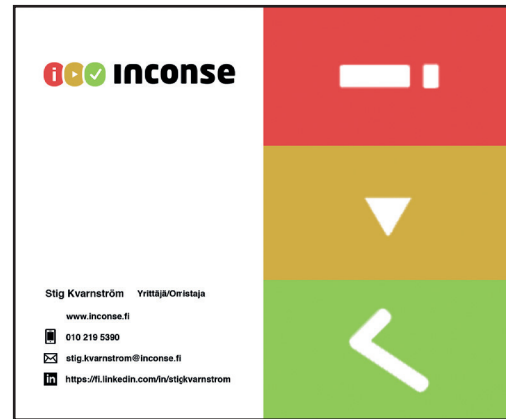 inconse
Stig Kvarnström Yrittäjä/Omistaja
www.inconse.fi
010 219 5390
stig.kvarnstrom@inconse.fi
https://fi.linkedin.com/in/stigkvarnstrom